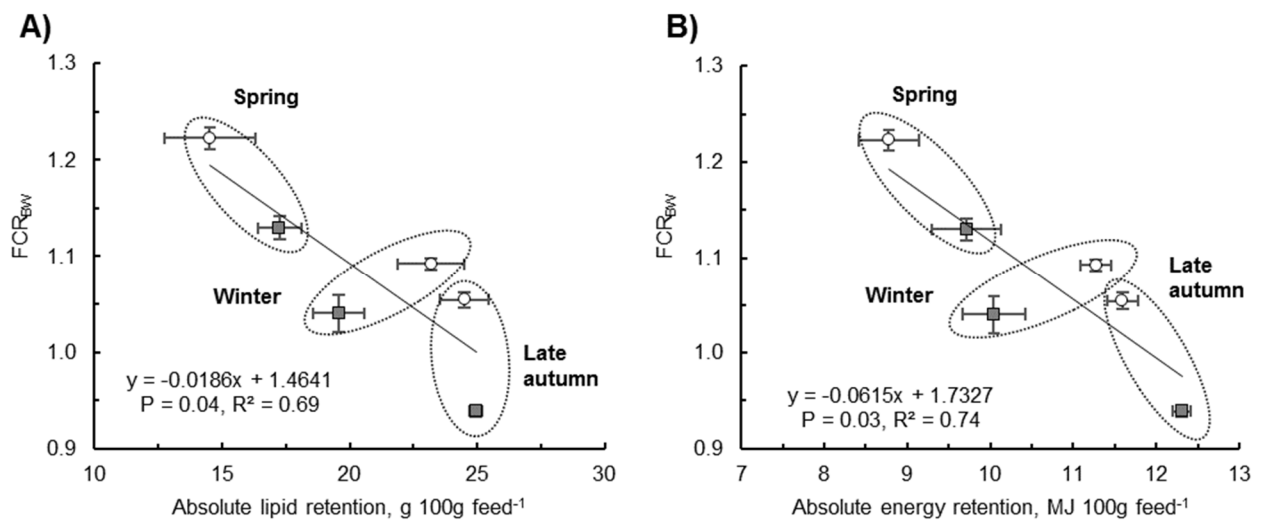 A)
1.3
1.2
1.1
1.0
0.9
FCRBW
Spring
Winter
Late
autumn
y = -0.0186x + 1.4641
P = 0.04, R² = 0.69
10 15 20 25 30
Absolute lipid retention, g 100g feed⁻¹
B)
1.3
1.2
1.1
1.0
0.9
FCRBW
Spring
Winter
Late
autumn
y = -0.0615x + 1.7327
P = 0.03, R² = 0.74
7 8 9 10 11 12 13
Absolute energy retention, MJ 100g feed⁻¹